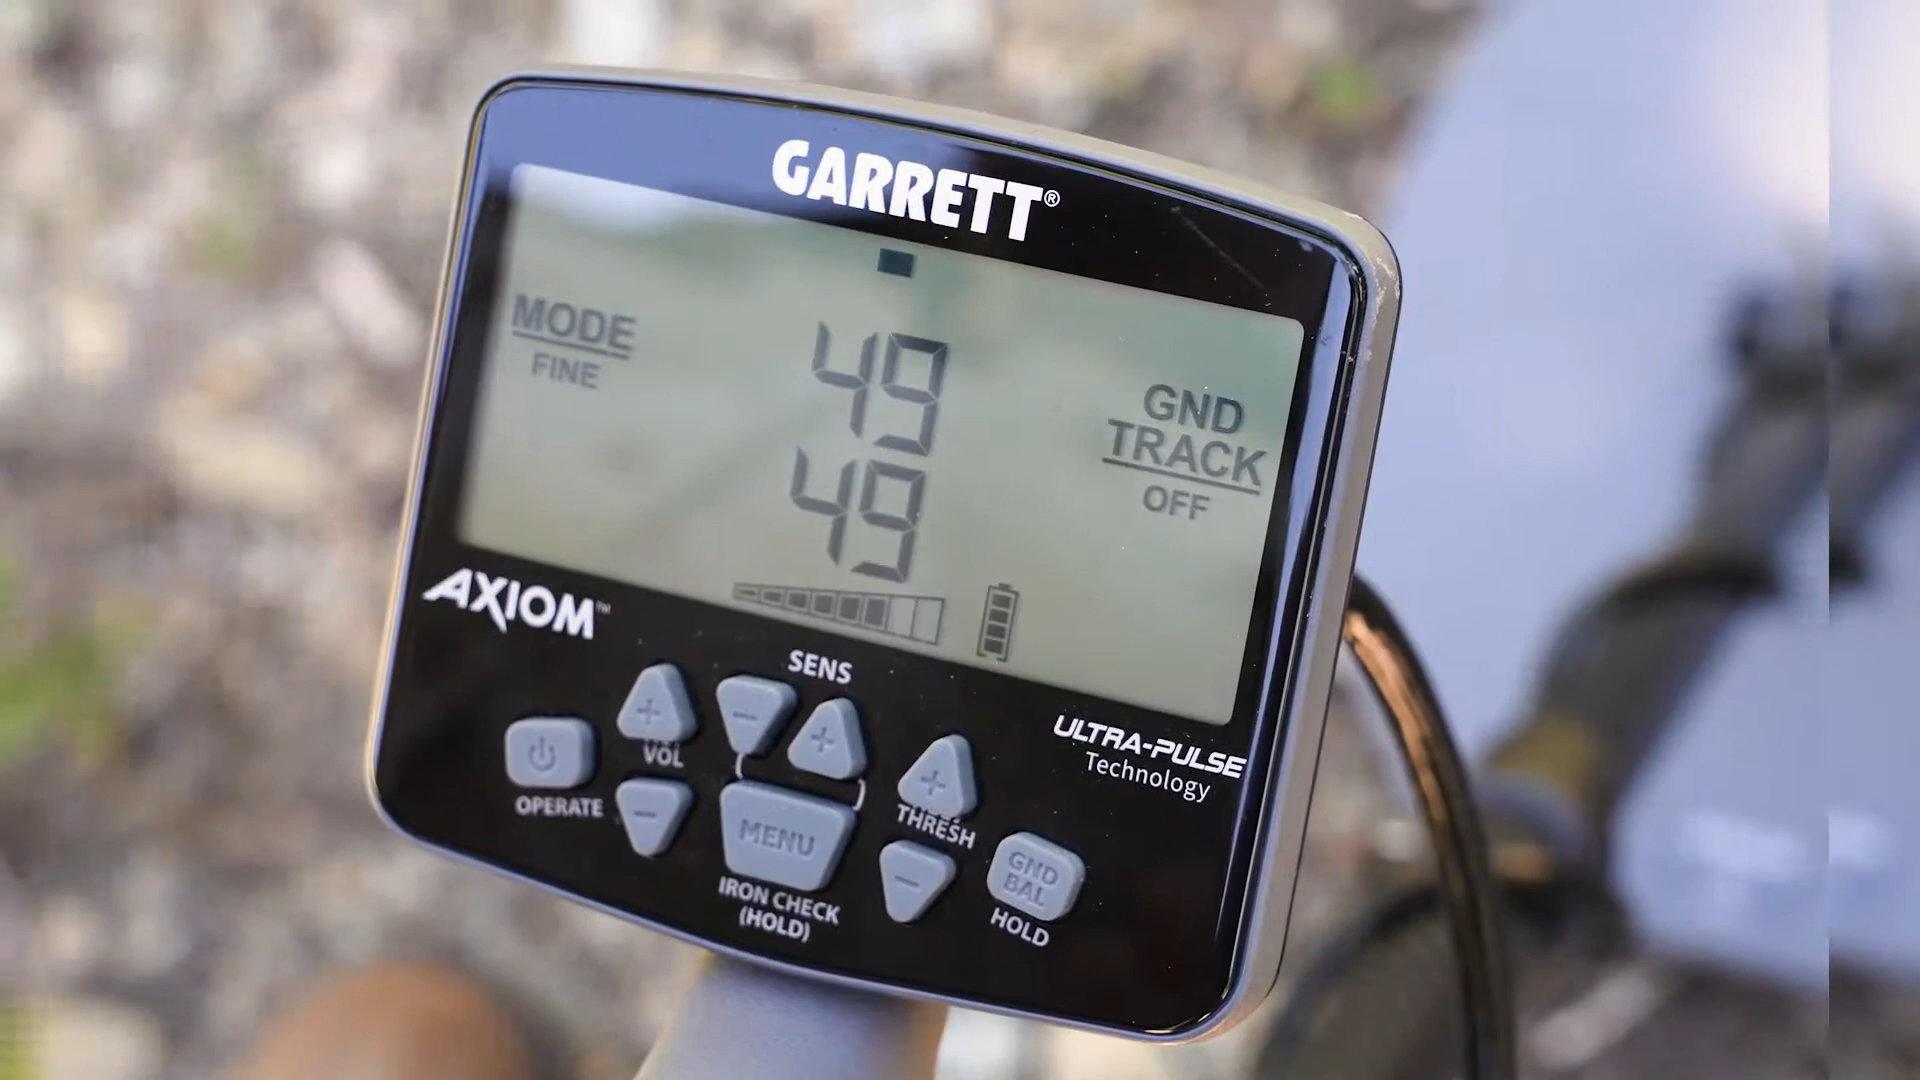 GARRETT®
MODE
FINE
49
49
GND
TRACK
OFF
AXIOM™
SENS
ULTRA-PULSE
Technology
+
VOL
-
-
+
+
THRESH
-
OPERATE
MENU
IRON CHECK
(HOLD)
GND
BAL
HOLD